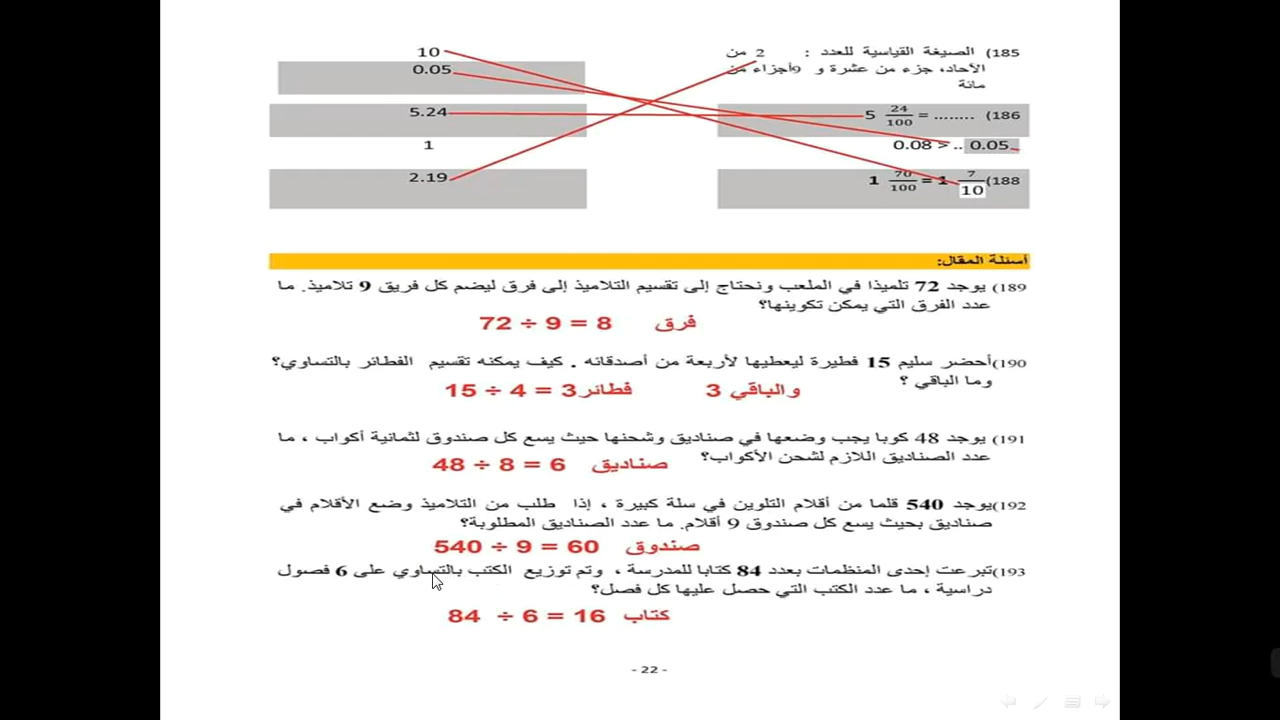 185) الصيغة القياسية للعدد : 2 من
الآحاد، جزء من عشرة و 9أجزاء من
مائة
10
0.05
186) ........ = 5 24/100
5.24
0.08 > .. 0.05
1
188) 1 70/100 = 1 7/10
2.19
أسئلة المقال:
189) يوجد 72 تلميذا في الملعب ونحتاج إلى تقسيم التلاميذ إلى فرق ليضم كل فريق 9 تلاميذ. ما
عدد الفرق التي يمكن تكوينها؟
72 ÷ 9 = 8 فرق
190)أحضر سليم 15 فطيرة ليعطيها لأربعة من أصدقائه . كيف يمكنه تقسيم الفطائر بالتساوي؟
وما الباقي ؟
15 ÷ 4 = 3فطائر والباقي 3
191) يوجد 48 كوبا يجب وضعها في صناديق وشحنها حيث يسع كل صندوق لثمانية أكواب ، ما
عدد الصناديق اللازم لشحن الأكواب؟
48 ÷ 8 = 6 صناديق
192)يوجد 540 قلما من أقلام التلوين في سلة كبيرة ، إذا طلب من التلاميذ وضع الأقلام في
صناديق بحيث يسع كل صندوق 9 أقلام. ما عدد الصناديق المطلوبة؟
540 ÷ 9 = 60 صندوق
193)تبرعت إحدى المنظمات بعدد 84 كتابا للمدرسة ، وتم توزيع الكتب بالتساوي على 6 فصول
دراسية ، ما عدد الكتب التي حصل عليها كل فصل؟
84 ÷ 6 = 16 كتاب
- 22 -